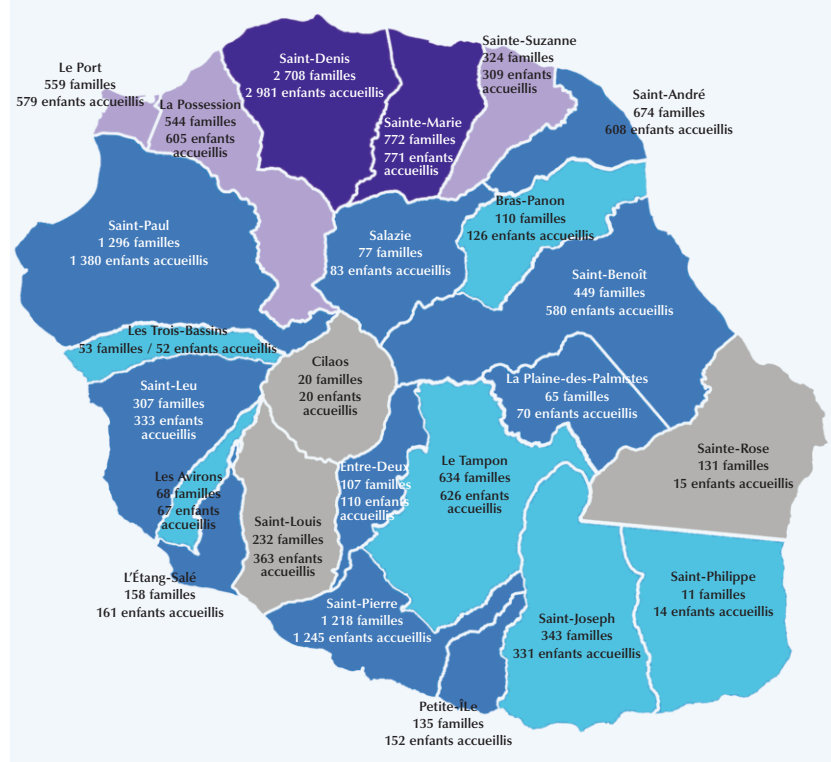 Saint-Denis
2 708 familles
2 981 enfants accueillis
Sainte-Suzanne
324 familles
309 enfants
accueillis
Le Port
559 familles
579 enfants accueillis
La Possession
544 familles
605 enfants
accueillis
Sainte-Marie
772 familles
771 enfants
accueillis
Saint-André
674 familles
608 enfants accueillis
Saint-Paul
1 296 familles
1 380 enfants accueillis
Salazie
77 familles
83 enfants accueillis
Bras-Panon
110 familles
126 enfants accueillis
Saint-Benoît
449 familles
580 enfants accueillis
Les Trois-Bassins
53 familles / 52 enfants accueillis
Cilaos
20 familles
20 enfants
accueillis
Saint-Leu
307 familles
333 enfants
accueillis
La Plaine-des-Palmistes
65 familles
70 enfants accueillis
Sainte-Rose
131 familles
15 enfants accueillis
Les Avirons
68 familles
67 enfants
accueillis
Entre-Deux
107 familles
110 enfants
accueillis
Le Tampon
634 familles
626 enfants
accueillis
Saint-Louis
232 familles
363 enfants
accueillis
L'Étang-Salé
158 familles
161 enfants accueillis
Saint-Pierre
1 218 familles
1 245 enfants accueillis
Saint-Joseph
343 familles
331 enfants accueillis
Saint-Philippe
11 familles
14 enfants accueillis
Petite-ÎLe
135 familles
152 enfants accueillis